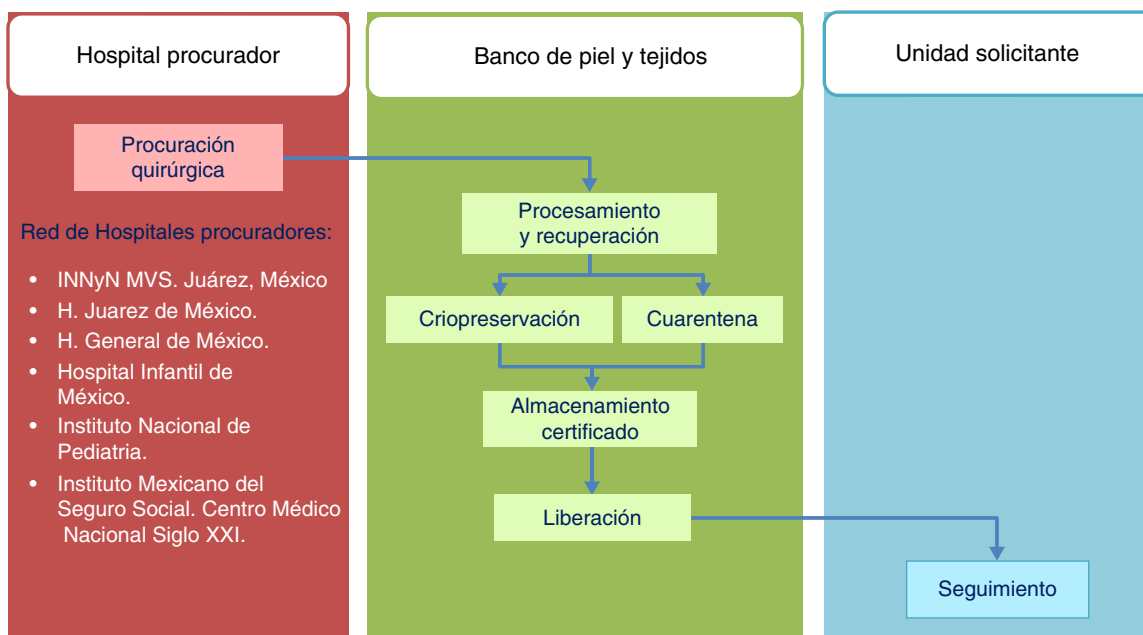 Hospital procurador
Banco de piel y tejidos
Unidad solicitante
Procuración
quirúrgica
Red de Hospitales procuradores:
• INNyN MVS. Juárez, México
• H. Juarez de México.
• H. General de México.
• Hospital Infantil de
México.
• Instituto Nacional de
Pediatria.
• Instituto Mexicano del
Seguro Social. Centro Médico
Nacional Siglo XXI.
Procesamiento
y recuperación
Criopreservación
Cuarentena
Almacenamiento
certificado
Liberación
Seguimiento